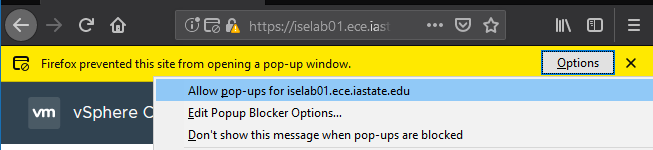 https://iselab01.ece.iast
Firefox prevented this site from opening a pop-up window.
Options
Allow pop-ups for iselab01.ece.iastate.edu
Edit Popup Blocker Options...
Don't show this message when pop-ups are blocked
vm vSphere C